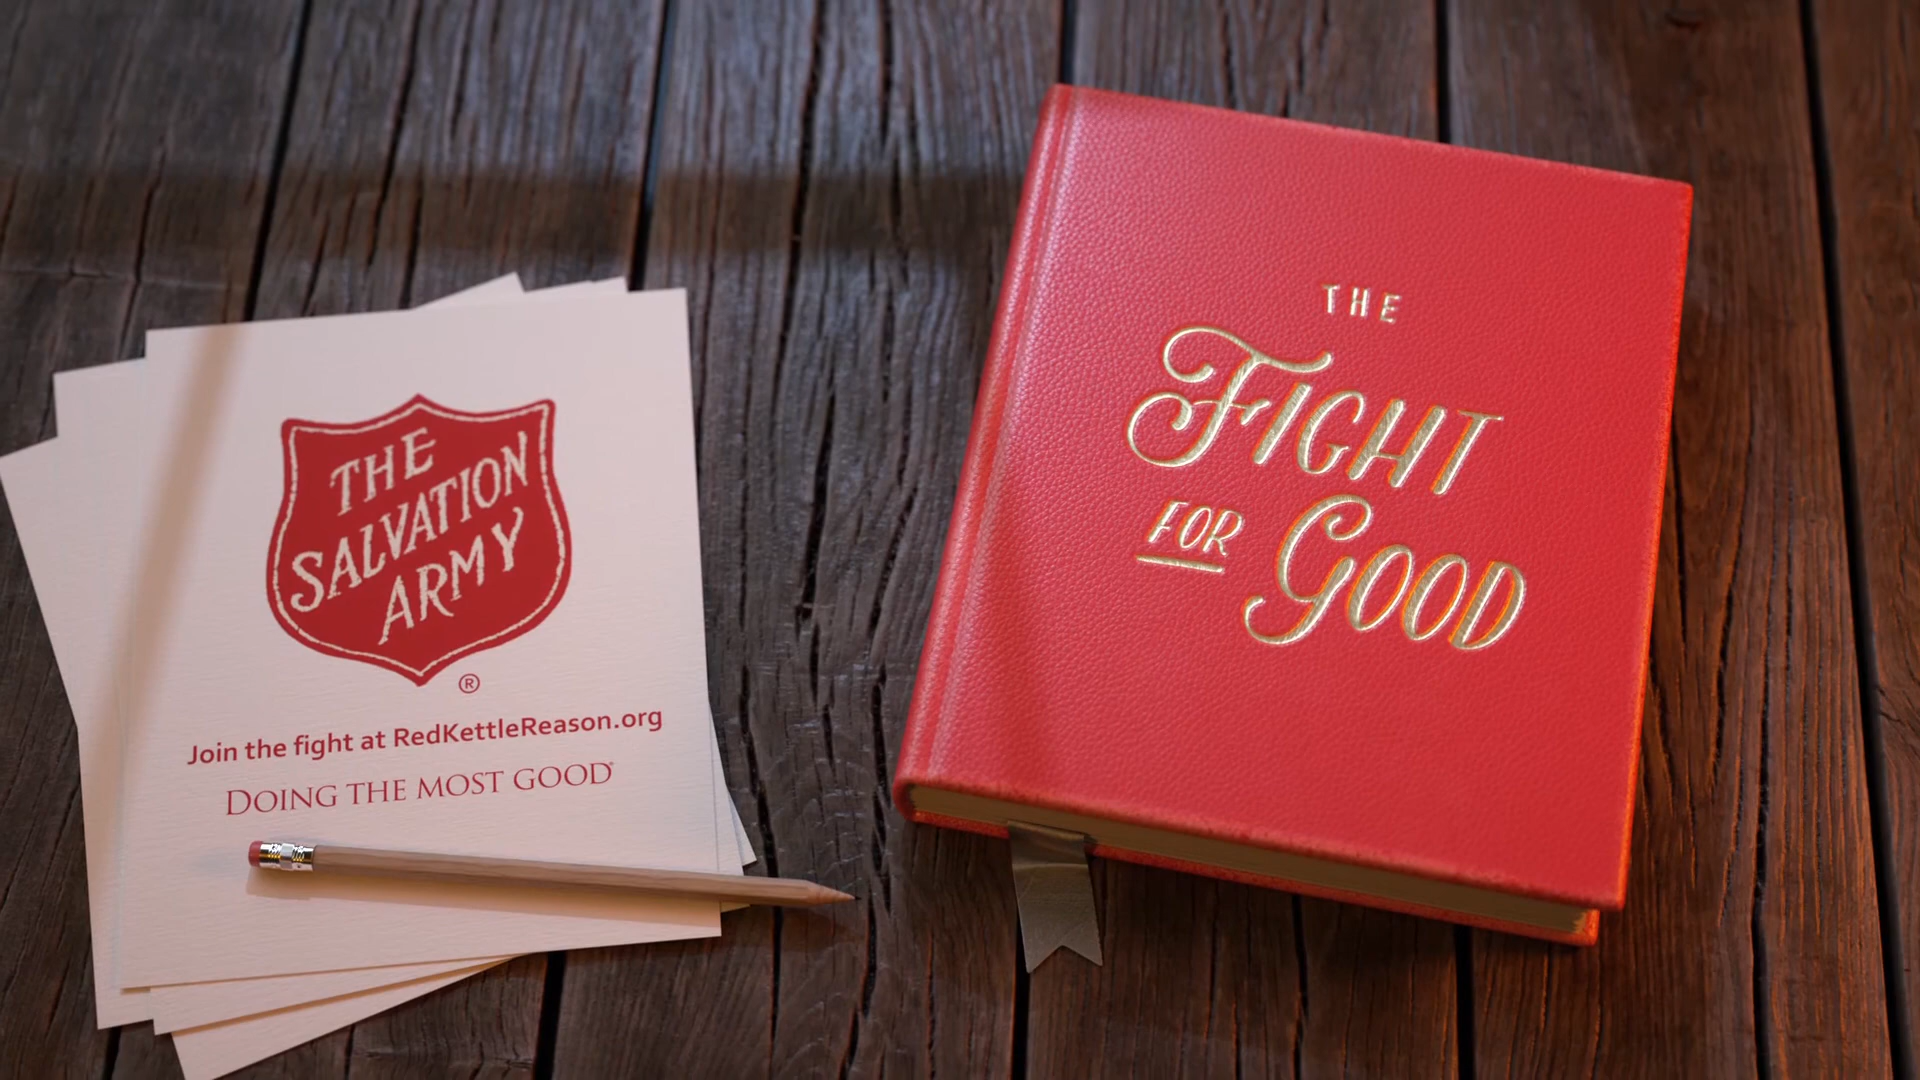 THE
SALVATION
ARMY
®
Join the fight at RedKettleReason.org
DOING THE MOST GOOD®
THE
FIGHT
FOR GOOD